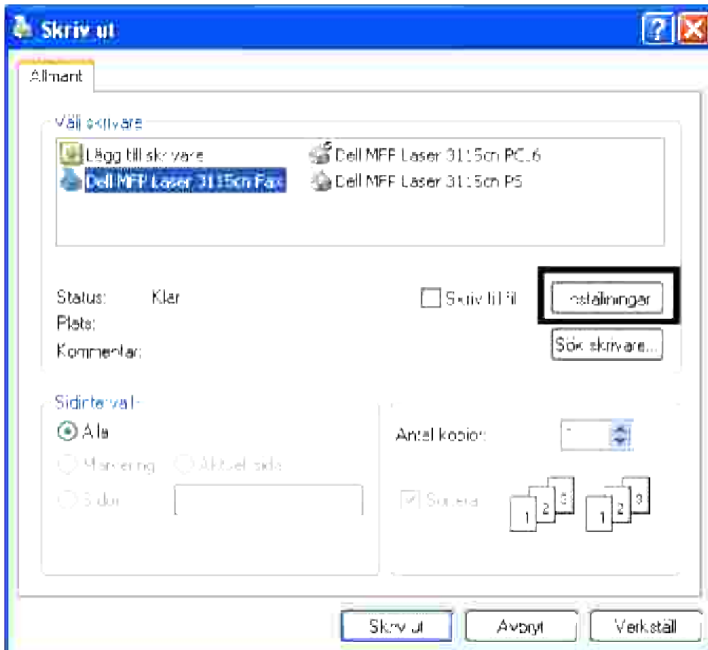 Skriv ut
Allmänt
Välj skrivare
Lägg till skrivare
Dell MFP Laser 3115cn PCL6
Dell MFP Laser 3115cn Fax
Dell MFP Laser 3115cn PS
Status: Klar
Skriv till fil
Inställningar
Plats:
Kommentar:
Sök skrivare...
Sidintervall
Alla
Antal kopior: 1
Markering
Aktuell sida
Sidor
Sortera
1 2 3 1 2 3
Skriv ut
Avbryt
Verkställ